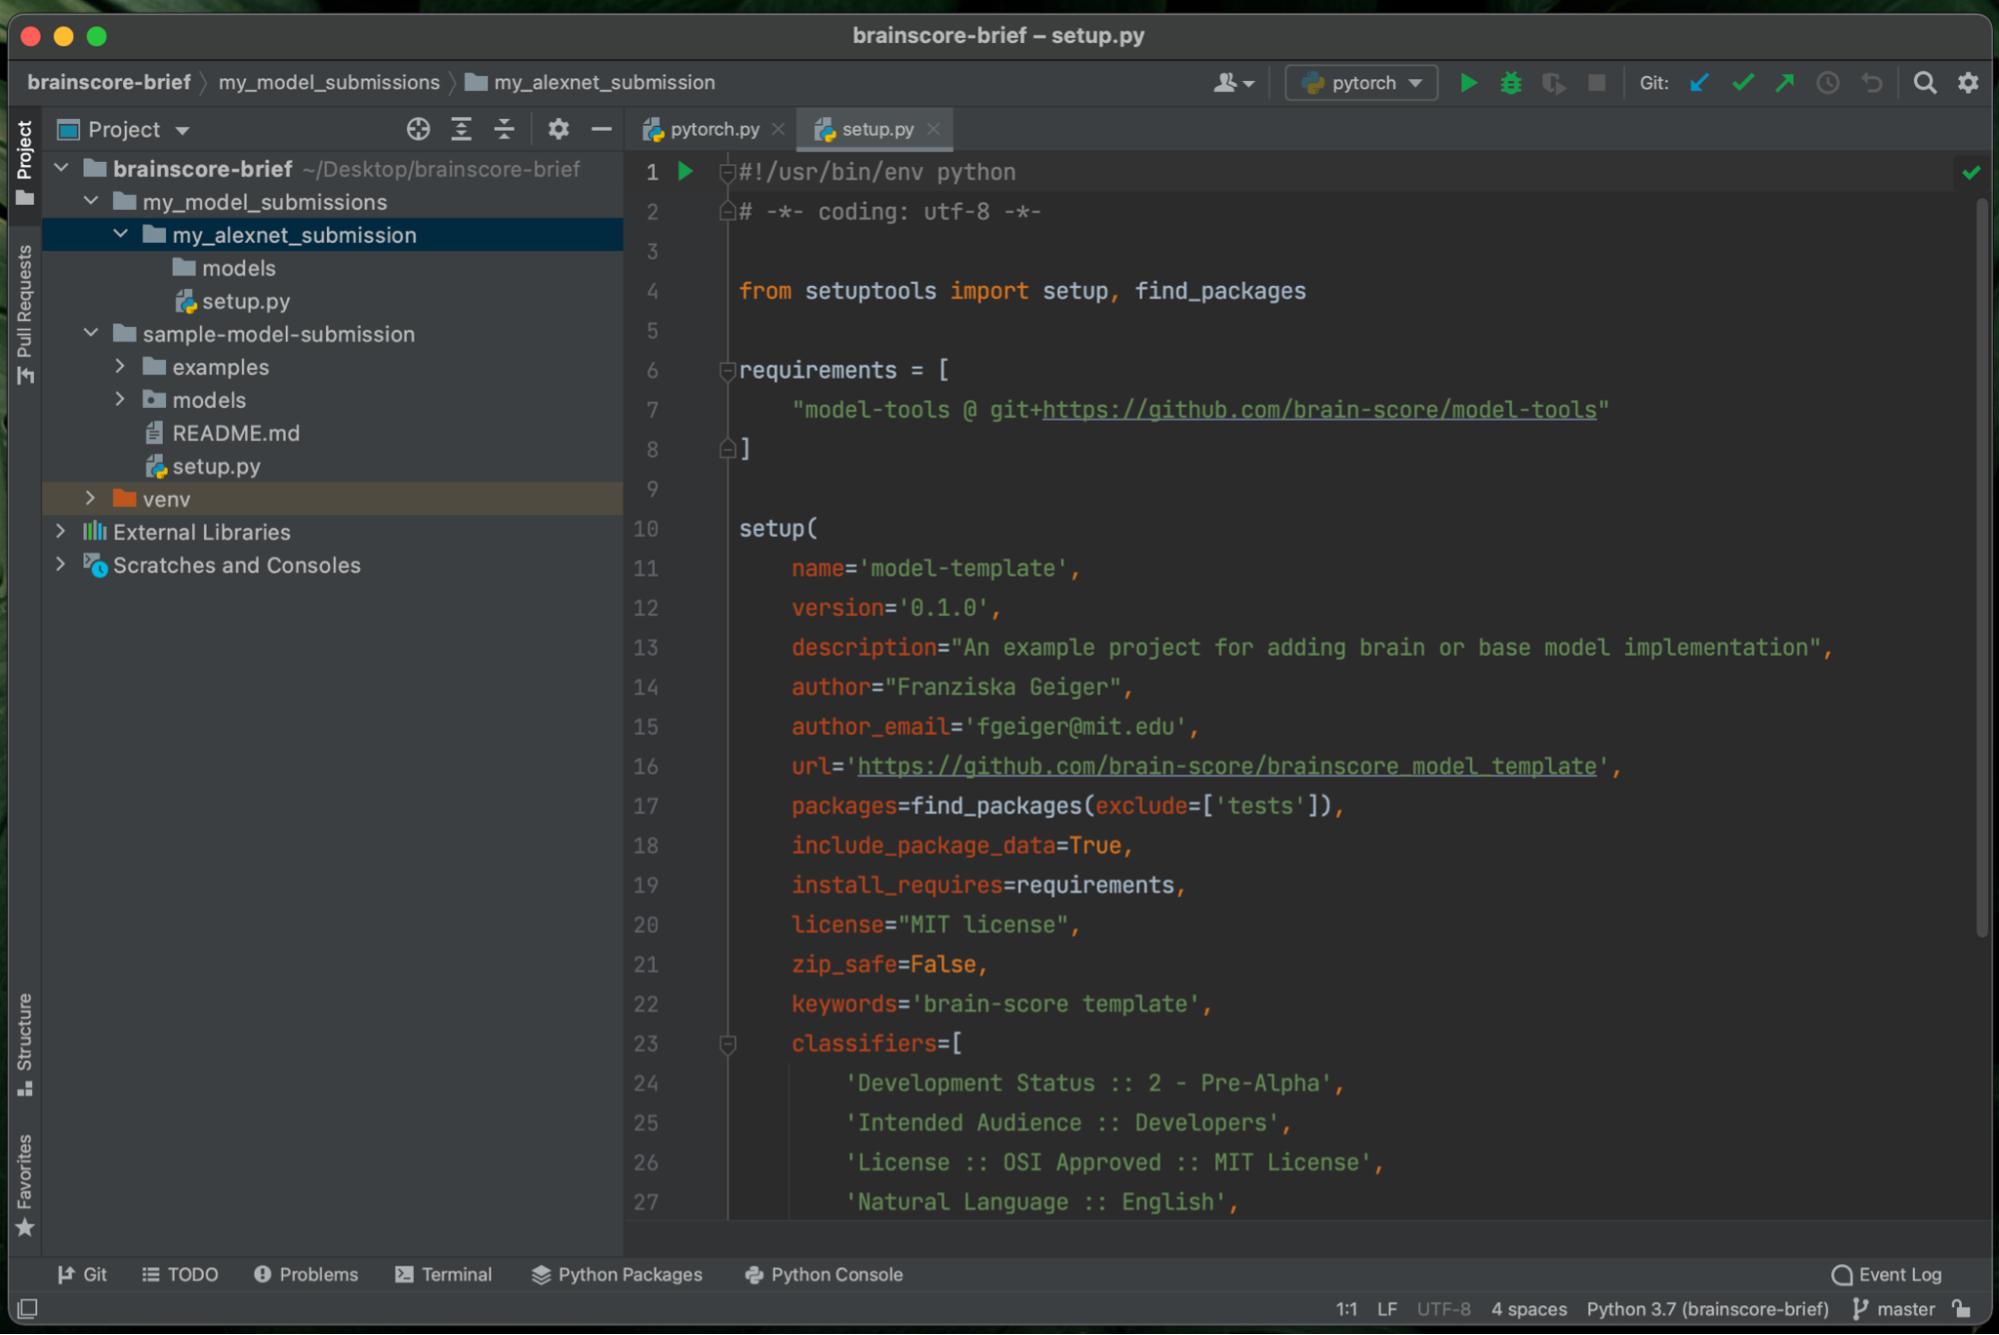 brainscore-brief – setup.py
brainscore-brief my_model_submissions my_alexnet_submission pytorch Git:
Project
Project
pytorch.py
setup.py
brainscore-brief ~/Desktop/brainscore-brief
my_model_submissions
my_alexnet_submission
models
setup.py
sample-model-submission
examples
models
README.md
setup.py
venv
External Libraries
Scratches and Consoles
Pull Requests
Structure
Favorites
1 #!/usr/bin/env python
2 # -*- coding: utf-8 -*-
3
4 from setuptools import setup, find_packages
5
6 requirements = [
7 "model-tools @ git+https://github.com/brain-score/model-tools"
8 ]
9
10 setup(
11 name='model-template',
12 version='0.1.0',
13 description="An example project for adding brain or base model implementation",
14 author="Franziska Geiger",
15 author_email='fgeiger@mit.edu',
16 url='https://github.com/brain-score/brainscore_model_template',
17 packages=find_packages(exclude=['tests']),
18 include_package_data=True,
19 install_requires=requirements,
20 license="MIT license",
21 zip_safe=False,
22 keywords='brain-score template',
23 classifiers=[
24 'Development Status :: 2 - Pre-Alpha',
25 'Intended Audience :: Developers',
26 'License :: OSI Approved :: MIT License',
27 'Natural Language :: English',
Git TODO Problems Terminal Python Packages Python Console Event Log
1:1 LF UTF-8 4 spaces Python 3.7 (brainscore-brief) master